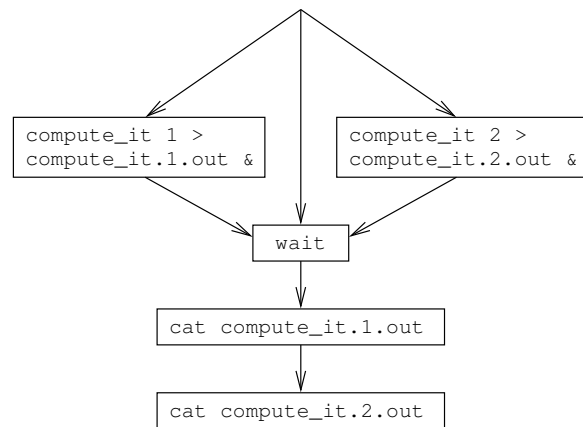 compute_it 1 >
compute_it.1.out &
compute_it 2 >
compute_it.2.out &
wait
cat compute_it.1.out
cat compute_it.2.out